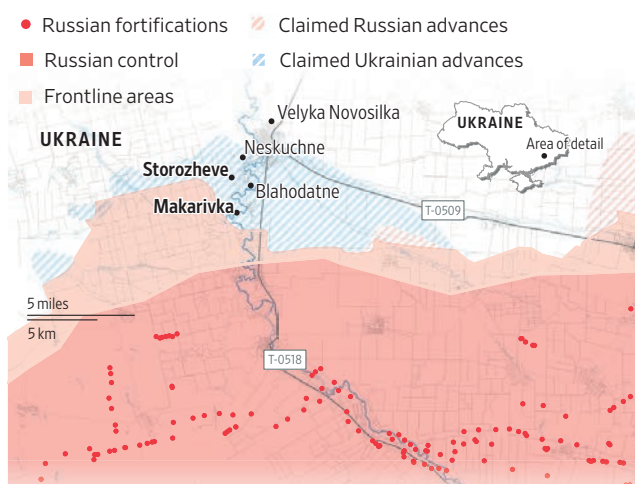 Russian fortifications
Claimed Russian advances
Russian control
Claimed Ukrainian advances
Frontline areas
Velyka Novosilka
UKRAINE
UKRAINE
Area of detail
Neskuchne
Storozheve
Blahodatne
Makarivka
T-0509
5 miles
5 km
T-0518